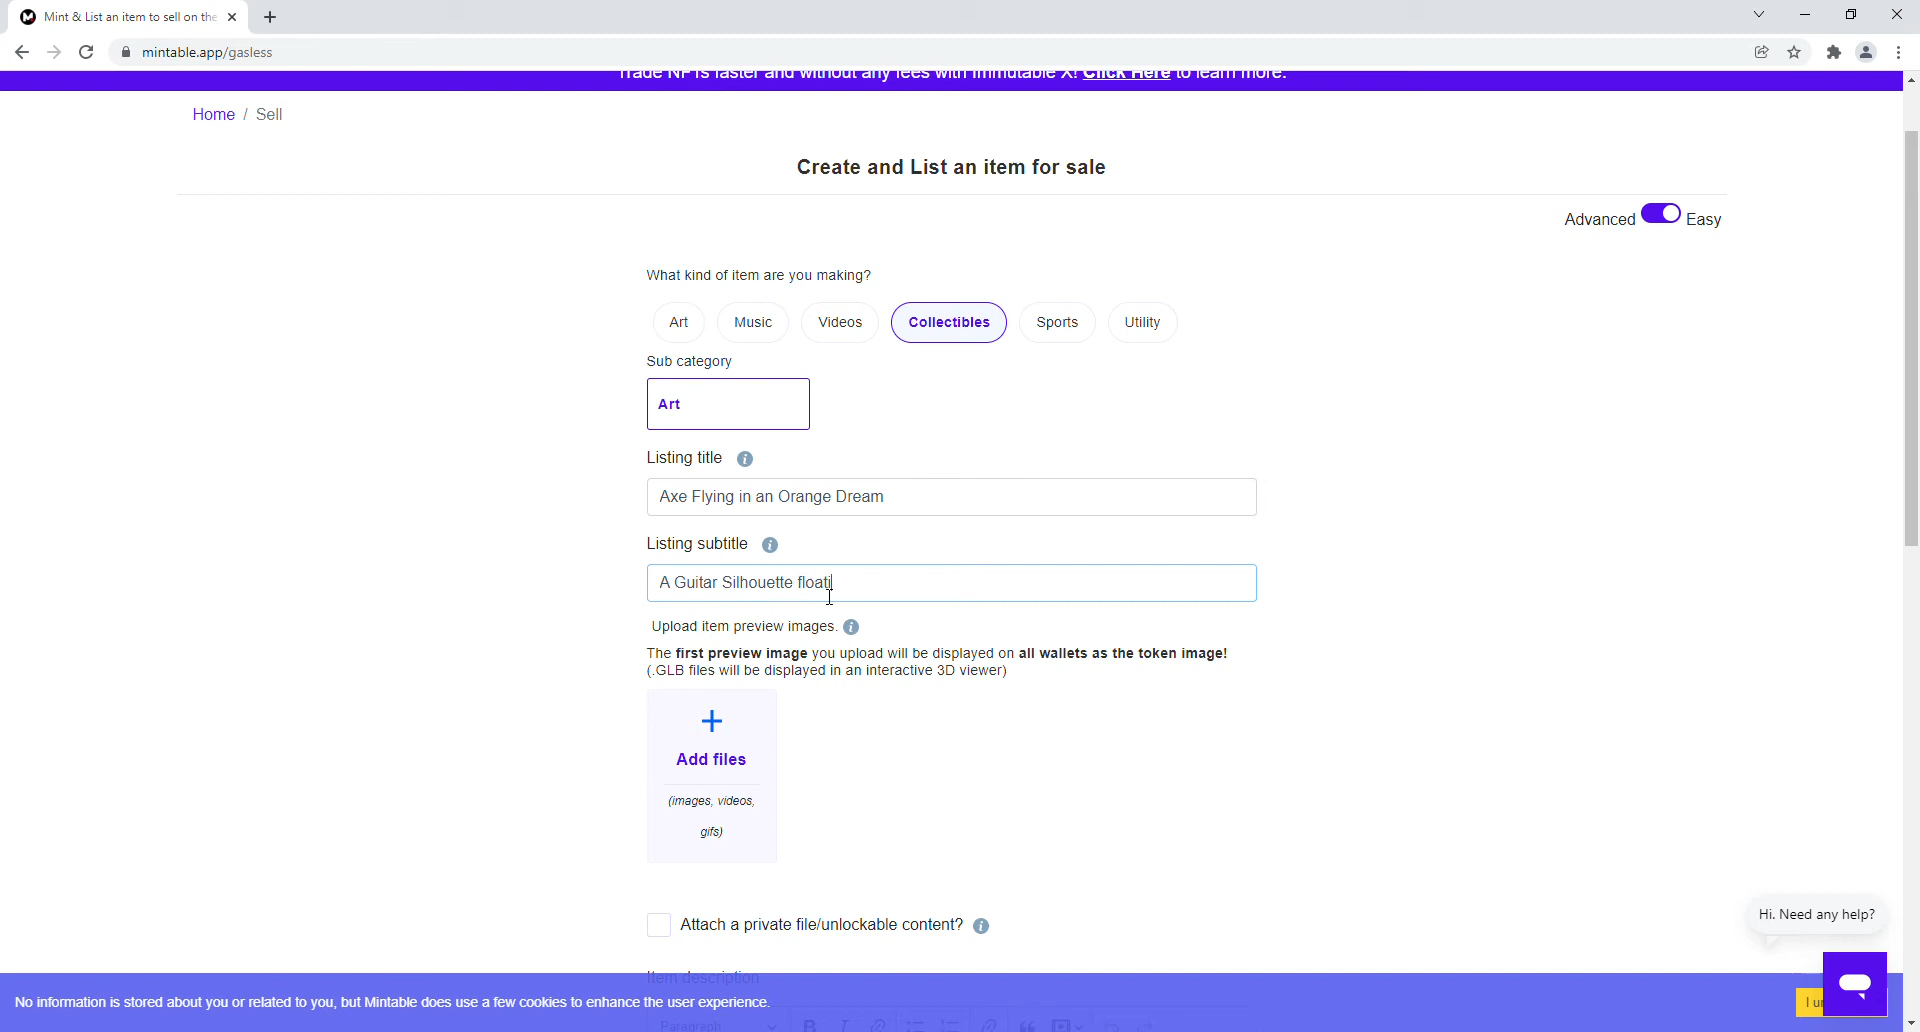 Mint & List an item to sell on the
mintable.app/gasless
Trade NFTs faster and without any fees with Immutable X! Click Here to learn more.
Home / Sell
Create and List an item for sale
Advanced Easy
What kind of item are you making?
Art Music Videos Collectibles Sports Utility
Sub category
Art
Listing title
Axe Flying in an Orange Dream
Listing subtitle
A Guitar Silhouette floati
Upload item preview images.
The first preview image you upload will be displayed on all wallets as the token image!
(.GLB files will be displayed in an interactive 3D viewer)
+
Add files
(images, videos,
gifs)
Attach a private file/unlockable content?
Hi. Need any help?
Item description
No information is stored about you or related to you, but Mintable does use a few cookies to enhance the user experience.
Paragraph B I